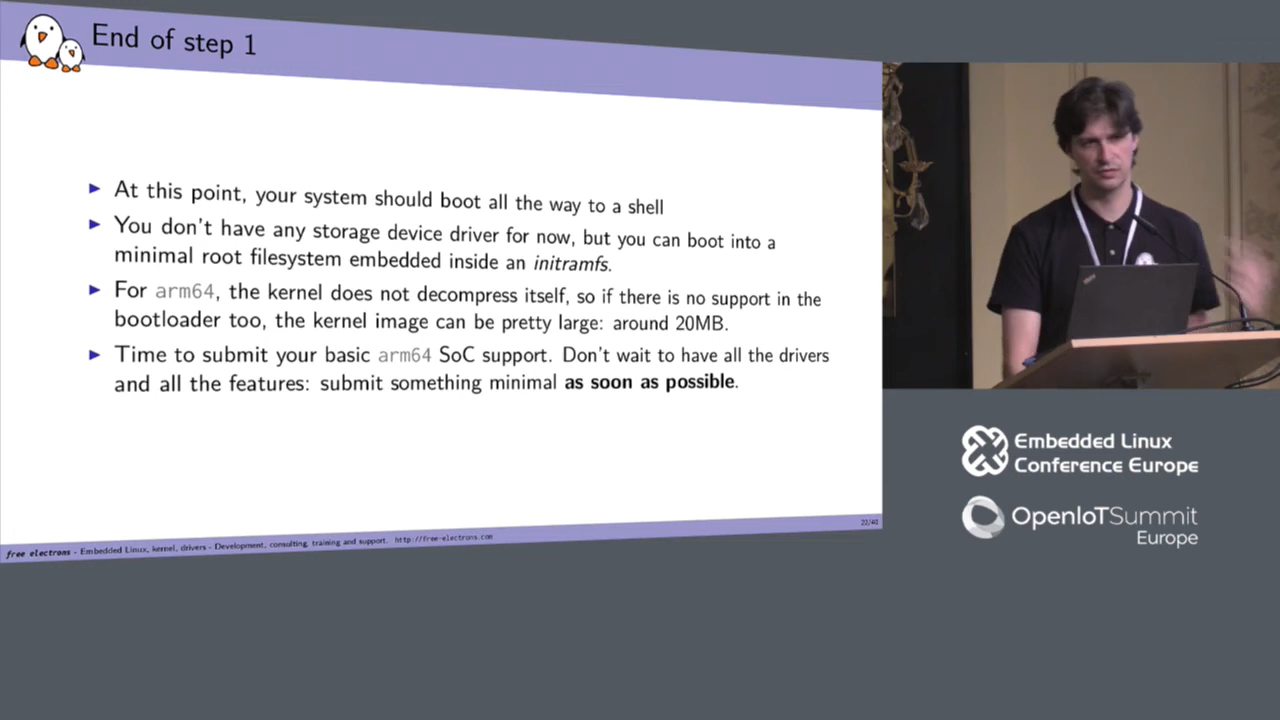 End of step 1
► At this point, your system should boot all the way to a shell
► You don't have any storage device driver for now, but you can boot into a
minimal root filesystem embedded inside an initramfs.
► For arm64, the kernel does not decompress itself, so if there is no support in the
bootloader too, the kernel image can be pretty large: around 20MB.
► Time to submit your basic arm64 SoC support. Don't wait to have all the drivers
and all the features: submit something minimal as soon as possible.
free electrons - Embedded Linux, kernel, drivers - Development, consulting, training and support. http://free-electrons.com
Embedded Linux
Conference Europe
OpenIoTSummit
Europe